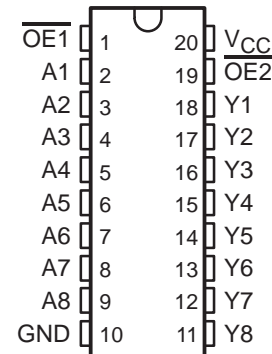 OE1 1 20 VCC
A1 2 19 OE2
A2 3 18 Y1
A3 4 17 Y2
A4 5 16 Y3
A5 6 15 Y4
A6 7 14 Y5
A7 8 13 Y6
A8 9 12 Y7
GND 10 11 Y8